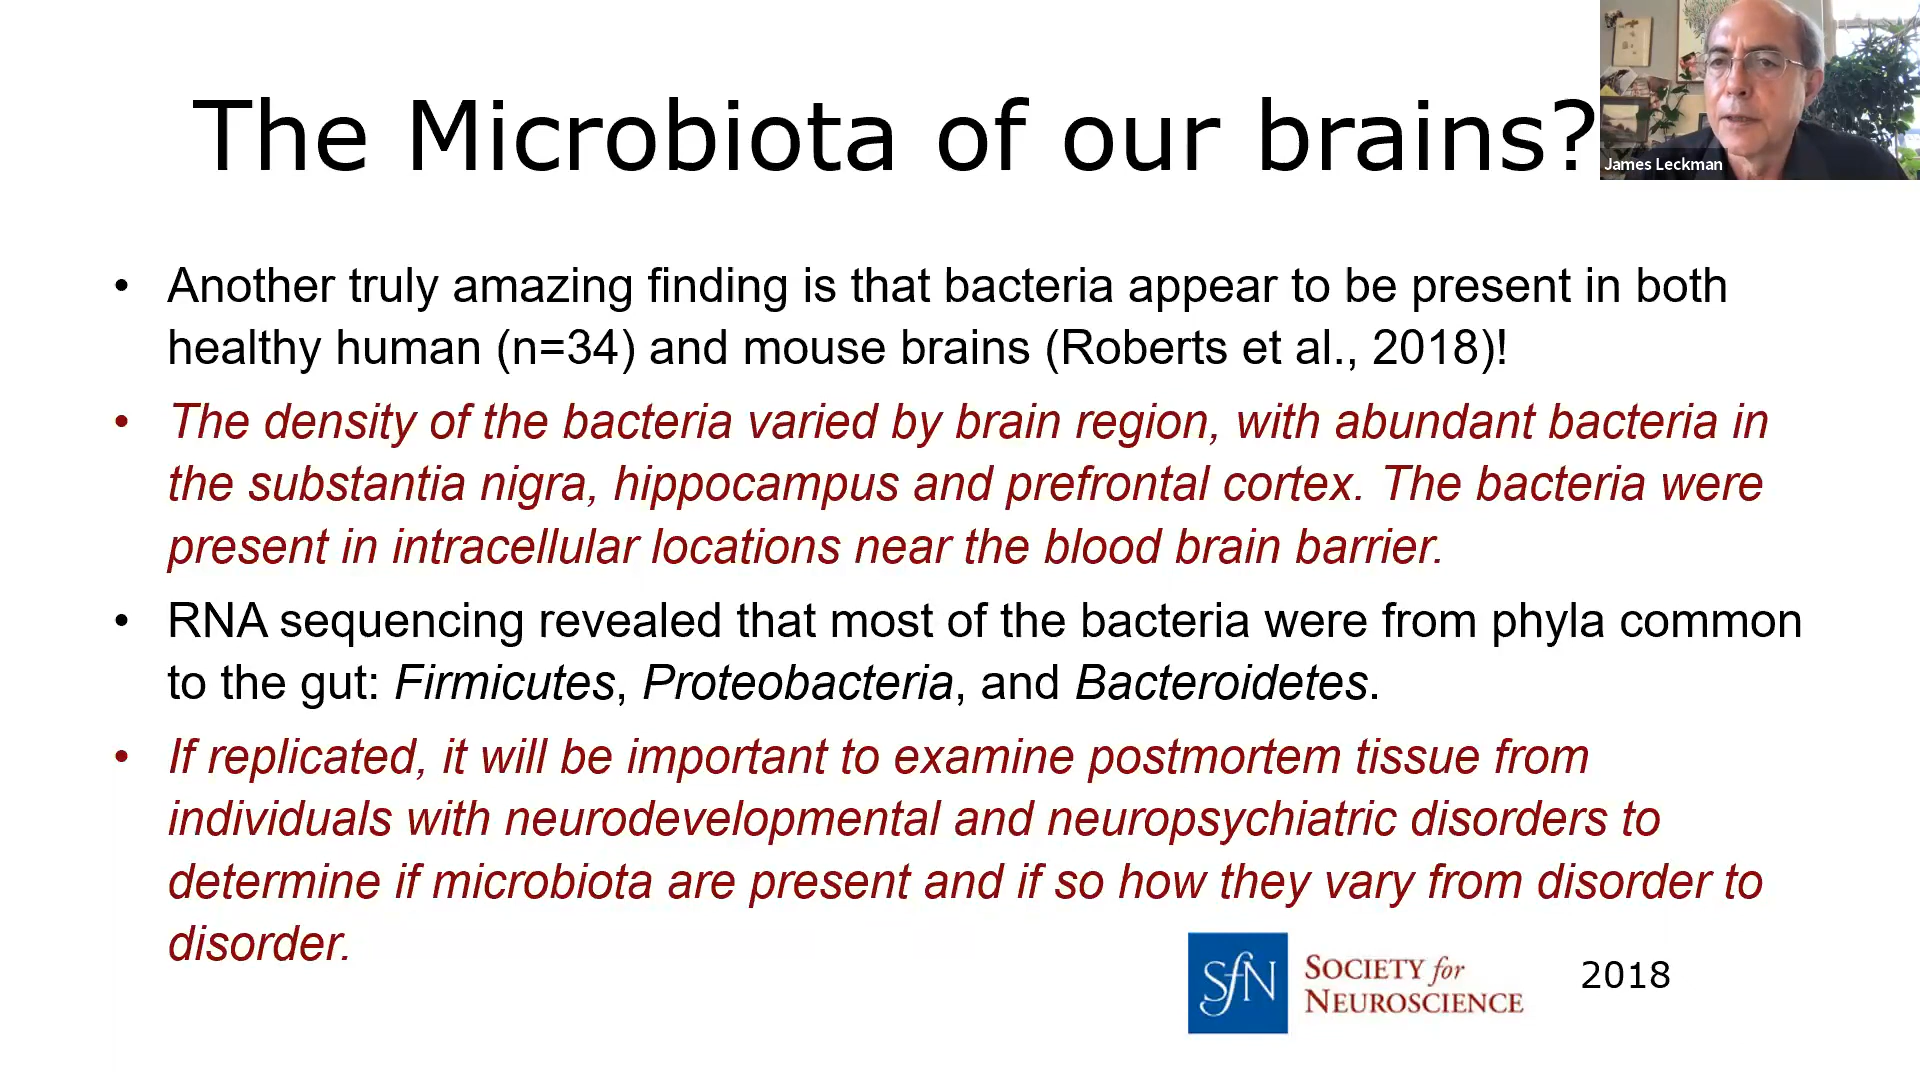 The Microbiota of our brains?
James Leckman
• Another truly amazing finding is that bacteria appear to be present in both
healthy human (n=34) and mouse brains (Roberts et al., 2018)!
• The density of the bacteria varied by brain region, with abundant bacteria in
the substantia nigra, hippocampus and prefrontal cortex. The bacteria were
present in intracellular locations near the blood brain barrier.
• RNA sequencing revealed that most of the bacteria were from phyla common
to the gut: Firmicutes, Proteobacteria, and Bacteroidetes.
• If replicated, it will be important to examine postmortem tissue from
individuals with neurodevelopmental and neuropsychiatric disorders to
determine if microbiota are present and if so how they vary from disorder to
disorder.
SfN
SOCIETY for
NEUROSCIENCE
2018